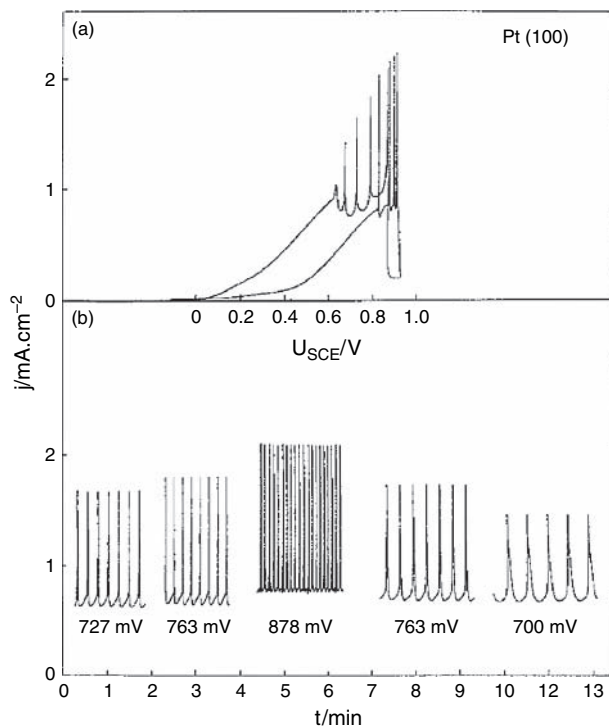 (a)
Pt (100)
2
1
0
0 0.2 0.4 0.6 0.8 1.0
U_SCE/V
j/mA.cm⁻²
(b)
2
1
0
727 mV 763 mV 878 mV 763 mV 700 mV
0 1 2 3 4 5 6 7 8 9 10 11 12 13
t/min